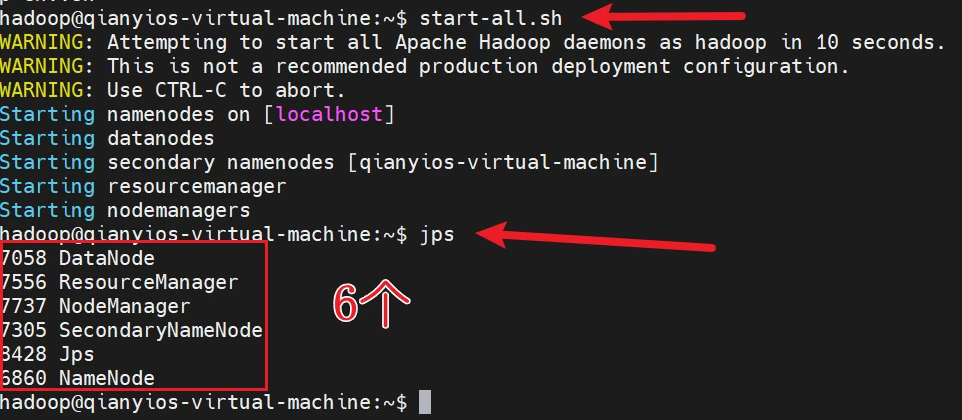 hadoop@qianyios-virtual-machine:~$ start-all.sh
WARNING: Attempting to start all Apache Hadoop daemons as hadoop in 10 seconds.
WARNING: This is not a recommended production deployment configuration.
WARNING: Use CTRL-C to abort.
Starting namenodes on [localhost]
Starting datanodes
Starting secondary namenodes [qianyios-virtual-machine]
Starting resourcemanager
Starting nodemanagers
hadoop@qianyios-virtual-machine:~$ jps
7058 DataNode
7556 ResourceManager
7737 NodeManager
7305 SecondaryNameNode
8428 Jps
6860 NameNode
6个
hadoop@qianyios-virtual-machine:~$